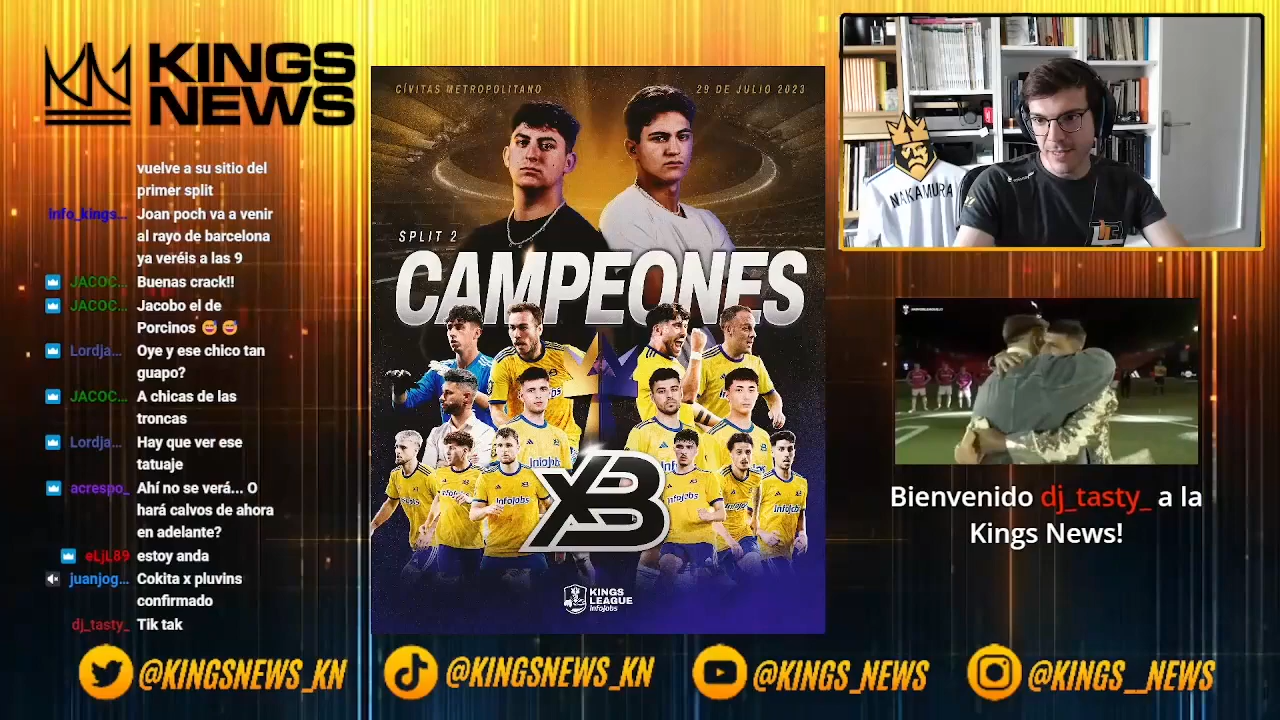 KINGS
NEWS
vuelve a su sitio del
primer split
Info_kings... Joan poch va a venir
al rayo de barcelona
ya veréis a las 9
JACOC... Buenas crack!!
JACOC... Jacobo el de
Porcinos 😅 😅
Lordja... Oye y ese chico tan
guapo?
JACOC... A chicas de las
troncas
Lordja... Hay que ver ese
tatuaje
acrespo_ Ahí no se verá... O
hará calvos de ahora
en adelante?
eLjL89 estoy anda
juanjog... Cokita x pluvins
confirmado
dj_tasty_ Tik tak
CÍVITAS METROPOLITANO
29 DE JULIO 2023
SPLIT 2
CAMPEONES
XB
InfoJobs
KINGS
LEAGUE
InfoJobs
NAKAMURA
Bienvenido dj_tasty_ a la
Kings News!
@KINGSNEWS_KN
@KINGSNEWS_KN
@KINGS_NEWS
@KINGS__NEWS